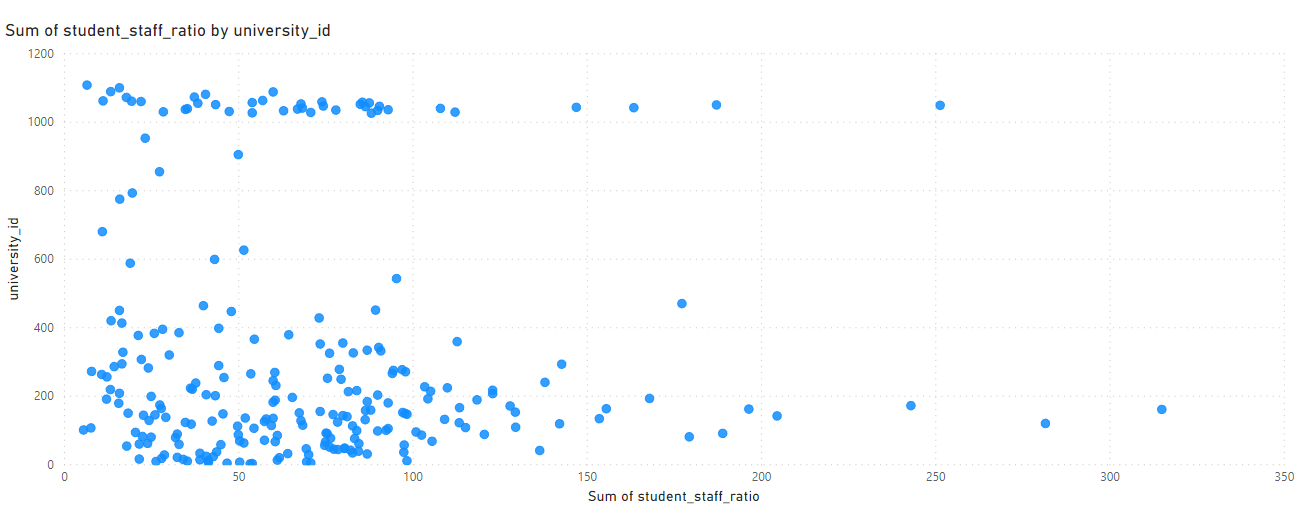 Sum of student_staff_ratio by university_id
1200
1000
800
600
400
200
0
university_id
0 50 100 150 200 250 300 350
Sum of student_staff_ratio